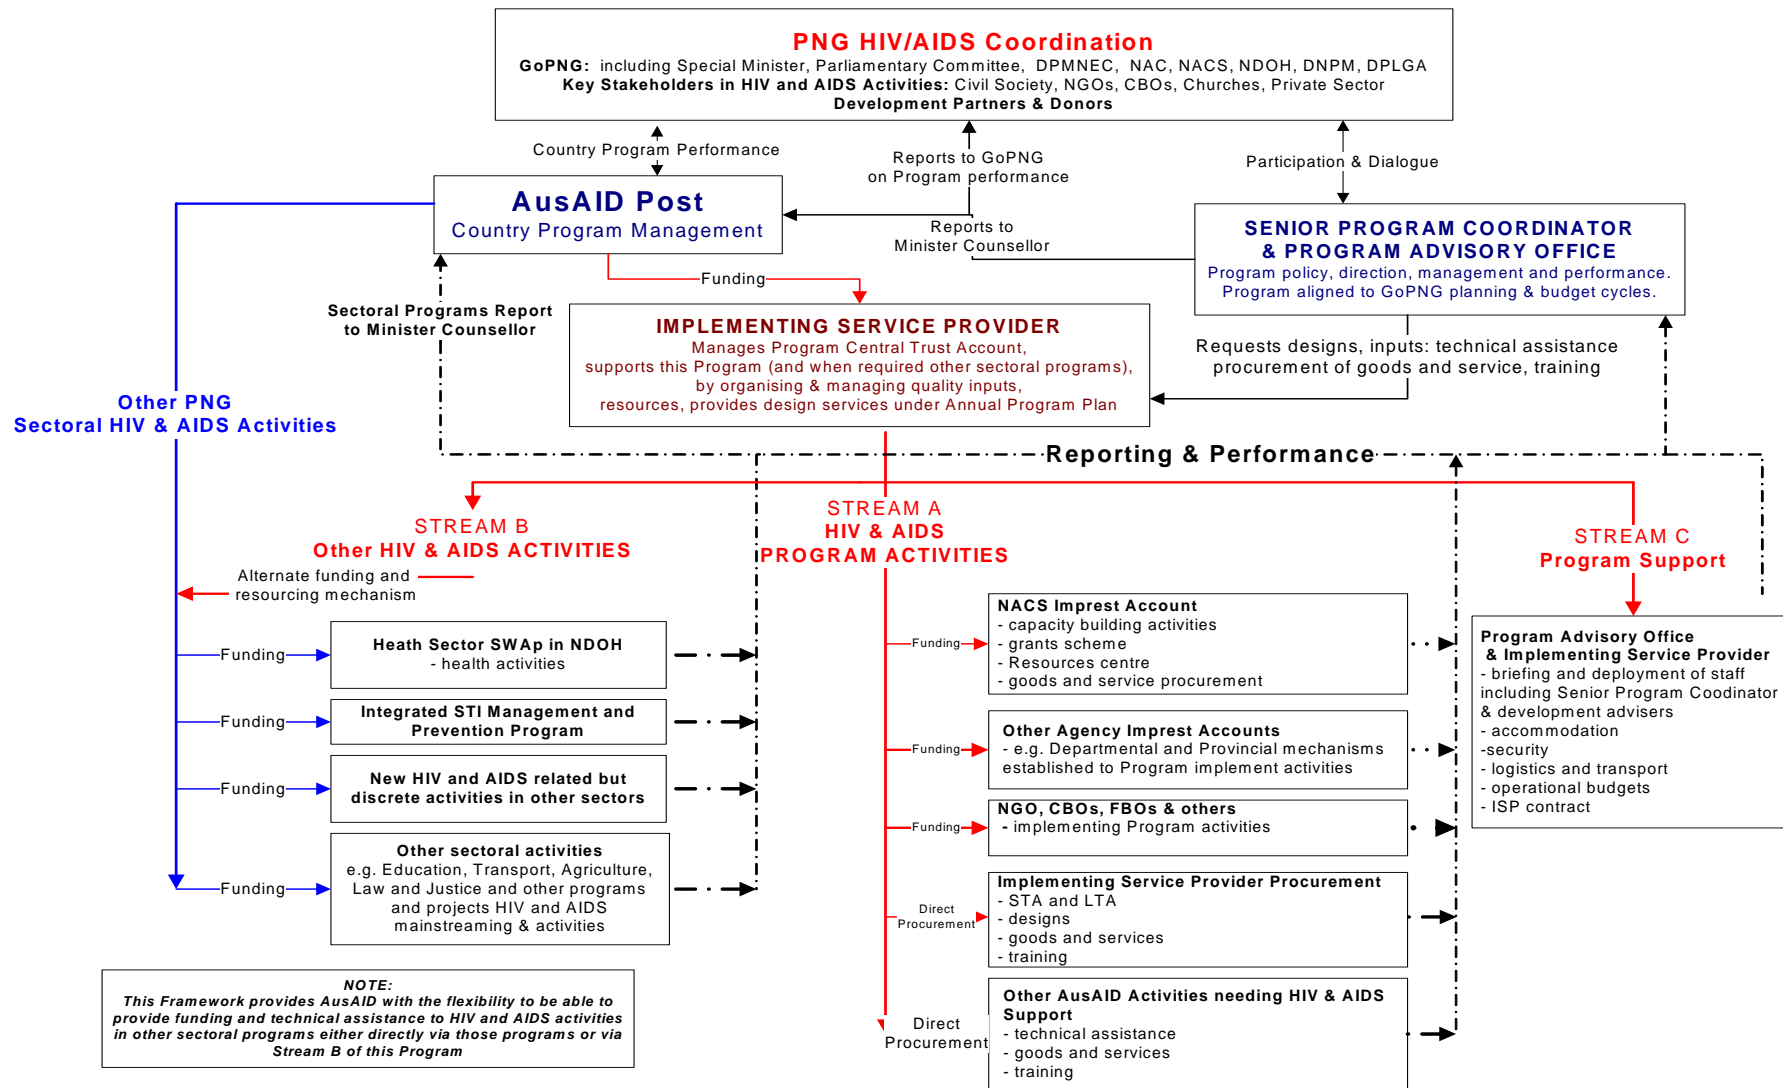 PNG HIV/AIDS Coordination
GoPNG: including Special Minister, Parliamentary Committee, DPMNEC, NAC, NACS, NDOH, DNPM, DPLGA
Key Stakeholders in HIV and AIDS Activities: Civil Society, NGOs, CBOs, Churches, Private Sector
Development Partners & Donors
Country Program Performance
Reports to GoPNG
on Program performance
Participation & Dialogue
AusAID Post
Country Program Management
Reports to
Minister Counsellor
SENIOR PROGRAM COORDINATOR
& PROGRAM ADVISORY OFFICE
Program policy, direction, management and performance.
Program aligned to GoPNG planning & budget cycles.
Funding
Sectoral Programs Report
to Minister Counsellor
IMPLEMENTING SERVICE PROVIDER
Manages Program Central Trust Account,
supports this Program (and when required other sectoral programs),
by organising & managing quality inputs,
resources, provides design services under Annual Program Plan
Requests designs, inputs: technical assistance
procurement of goods and service, training
Other PNG
Sectoral HIV & AIDS Activities
Reporting & Performance
STREAM B
Other HIV & AIDS ACTIVITIES
STREAM A
HIV & AIDS
PROGRAM ACTIVITIES
STREAM C
Program Support
Alternate funding and
resourcing mechanism
Funding
Heath Sector SWAp in NDOH
- health activities
Funding
Integrated STI Management and
Prevention Program
Funding
New HIV and AIDS related but
discrete activities in other sectors
Funding
Other sectoral activities
e.g. Education, Transport, Agriculture,
Law and Justice and other programs
and projects HIV and AIDS
mainstreaming & activities
Funding
NACS Imprest Account
- capacity building activities
- grants scheme
- Resources centre
- goods and service procurement
Funding
Other Agency Imprest Accounts
- e.g. Departmental and Provincial mechanisms
established to Program implement activities
Funding
NGO, CBOs, FBOs & others
- implementing Program activities
Direct
Procurement
Implementing Service Provider Procurement
- STA and LTA
- designs
- goods and services
- training
Direct
Procurement
Other AusAID Activities needing HIV & AIDS
Support
- technical assistance
- goods and services
- training
Program Advisory Office
& Implementing Service Provider
- briefing and deployment of staff
including Senior Program Coodinator
& development advisers
- accommodation
-security
- logistics and transport
- operational budgets
- ISP contract
NOTE:
This Framework provides AusAID with the flexibility to be able to
provide funding and technical assistance to HIV and AIDS activities
in other sectoral programs either directly via those programs or via
Stream B of this Program